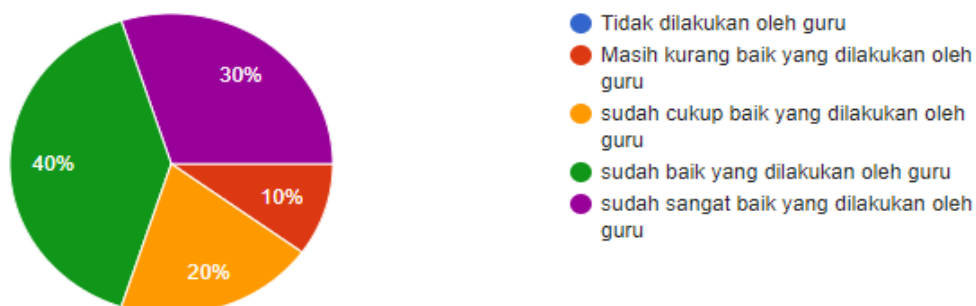 30%
40%
10%
20%
Tidak dilakukan oleh guru
Masih kurang baik yang dilakukan oleh
guru
sudah cukup baik yang dilakukan oleh
guru
sudah baik yang dilakukan oleh guru
sudah sangat baik yang dilakukan oleh
guru